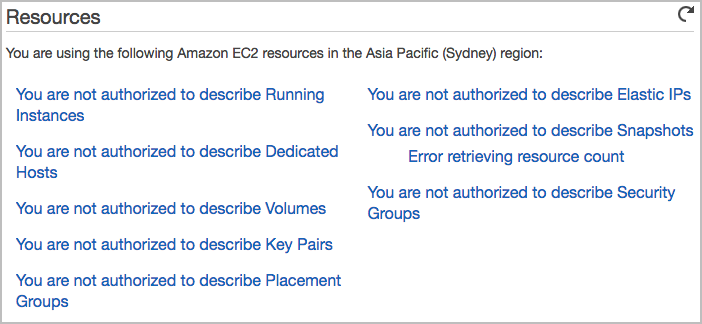 Resources
You are using the following Amazon EC2 resources in the Asia Pacific (Sydney) region:
You are not authorized to describe Running
Instances
You are not authorized to describe Dedicated
Hosts
You are not authorized to describe Volumes
You are not authorized to describe Key Pairs
You are not authorized to describe Placement
Groups
You are not authorized to describe Elastic IPs
You are not authorized to describe Snapshots
Error retrieving resource count
You are not authorized to describe Security
Groups